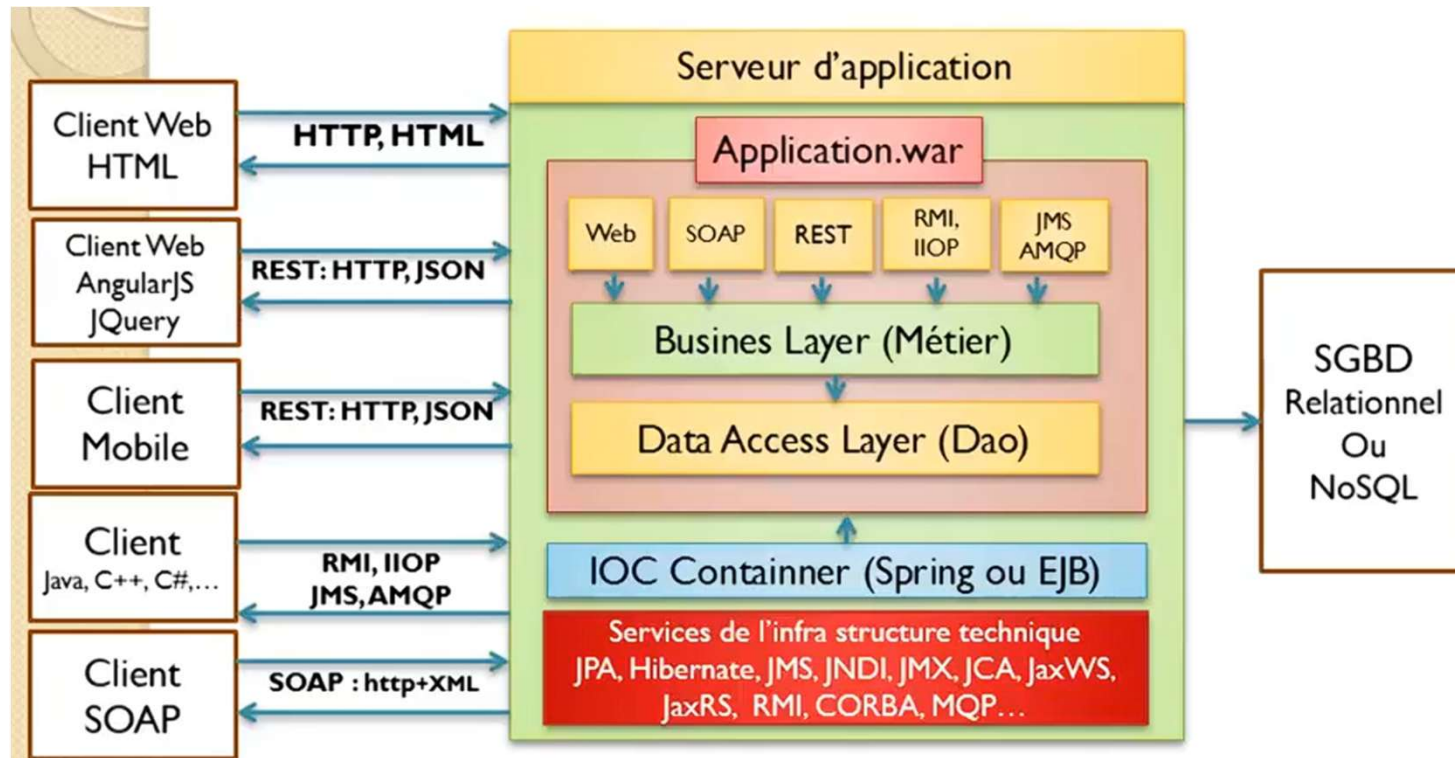 Client Web
HTML
HTTP, HTML
Client Web
AngularJS
JQuery
REST: HTTP, JSON
Client
Mobile
REST: HTTP, JSON
Client
Java, C++, C#,...
RMI, IIOP
JMS, AMQP
Client
SOAP
SOAP : http+XML
Serveur d'application
Application.war
Web
SOAP
REST
RMI,
IIOP
JMS
AMQP
Busines Layer (Métier)
Data Access Layer (Dao)
IOC Containner (Spring ou EJB)
Services de l'infra structure technique
JPA, Hibernate, JMS, JNDI, JMX, JCA, JaxWS,
JaxRS, RMI, CORBA, MQP...
SGBD
Relationnel
Ou
NoSQL